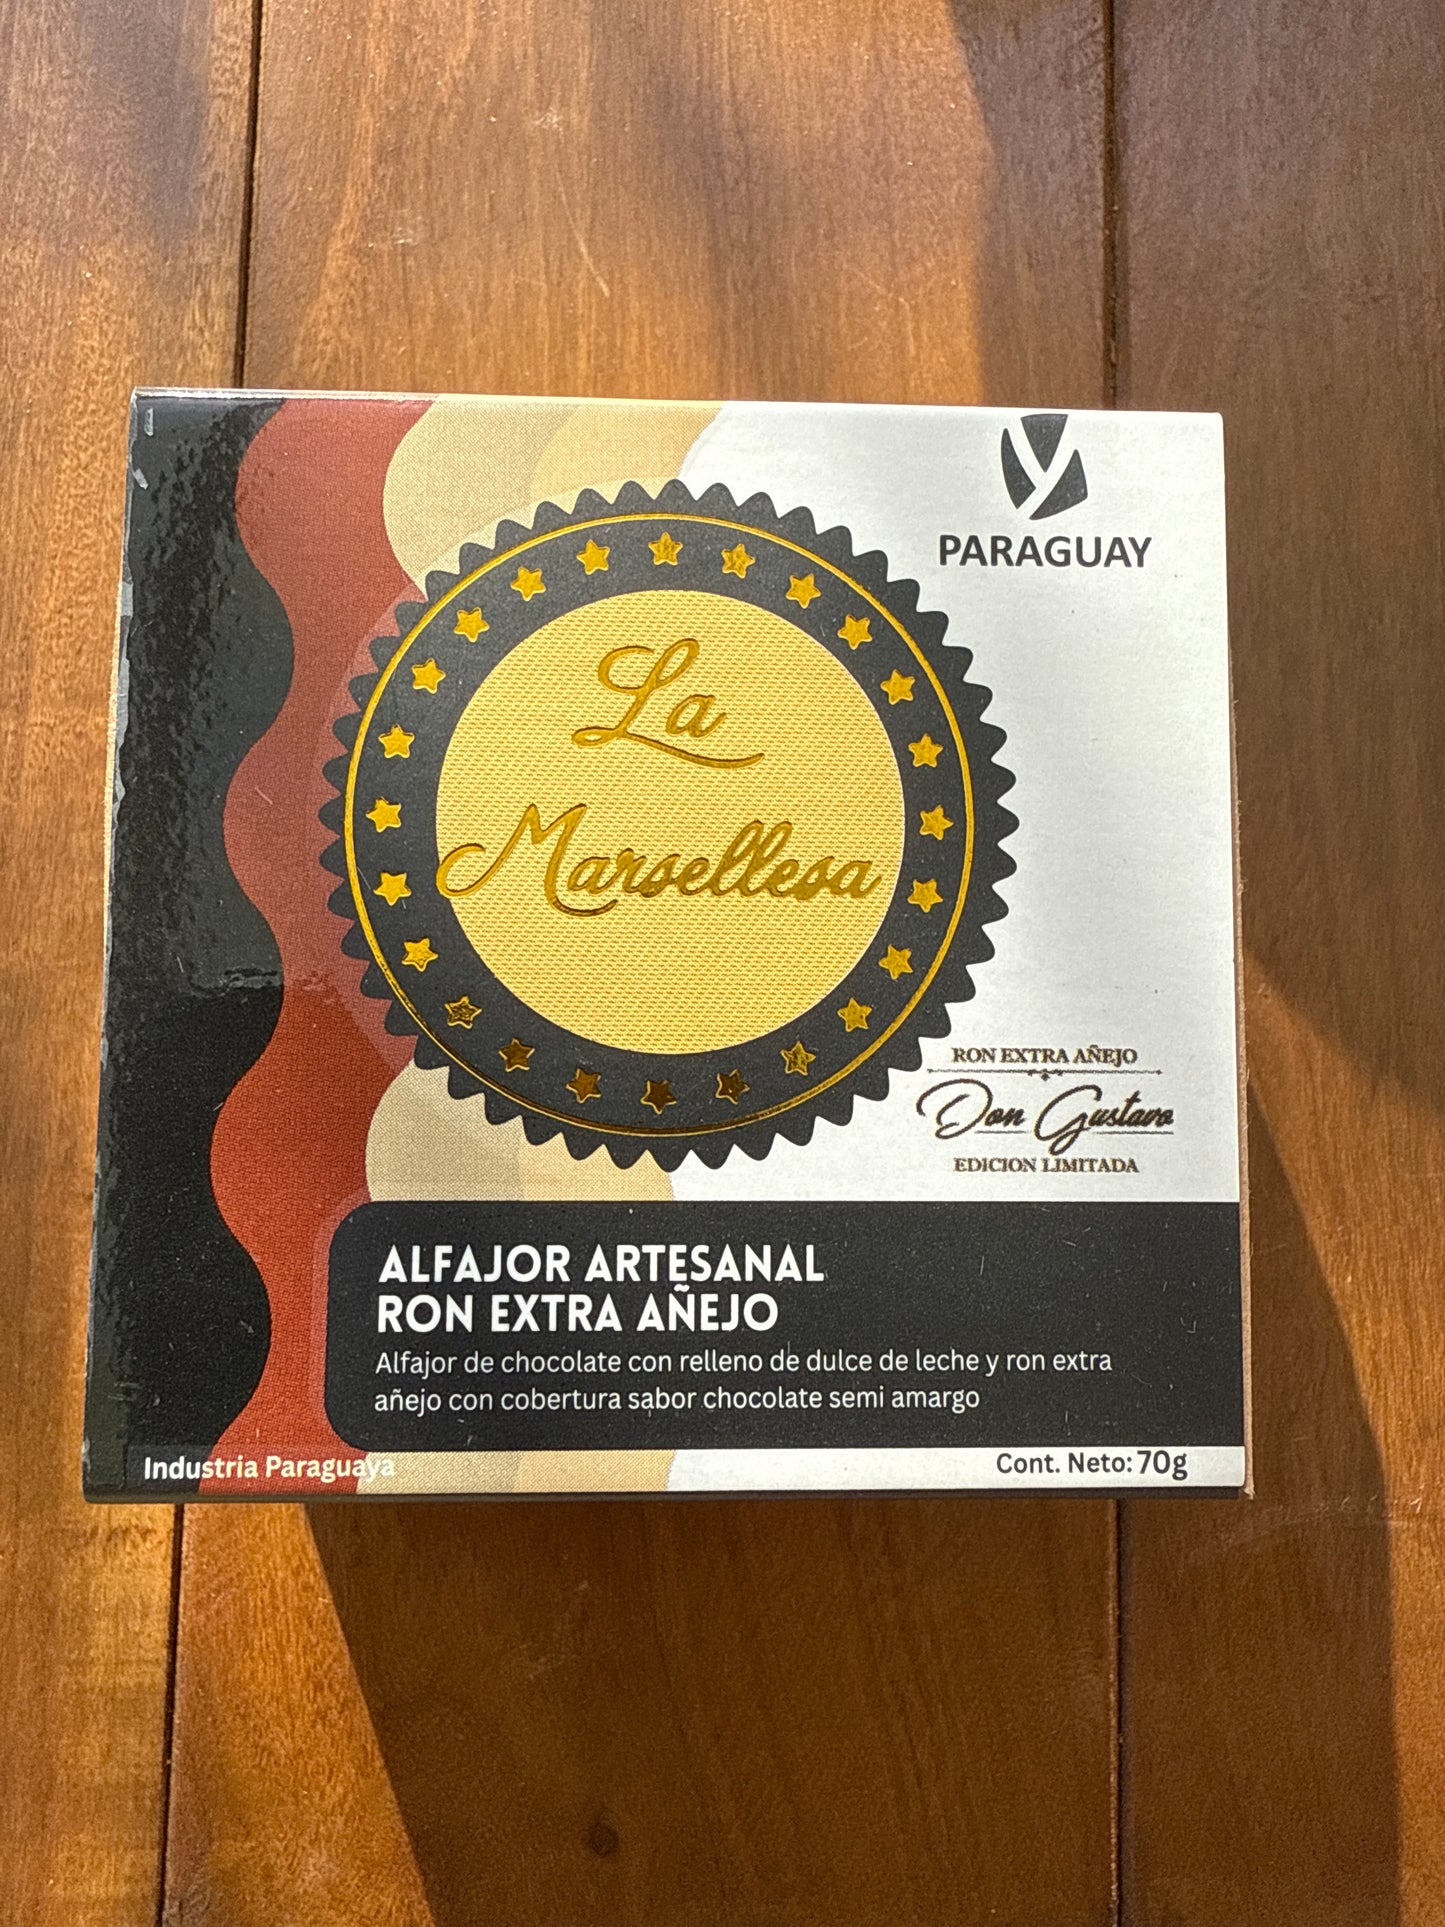 PARAGUAY
La
Marsellesa
RON EXTRA AÑEJO
Don Gustavo
EDICION LIMITADA
ALFAJOR ARTESANAL
RON EXTRA AÑEJO
Alfajor de chocolate con relleno de dulce de leche y ron extra
añejo con cobertura sabor chocolate semi amargo
Industria Paraguaya
Cont. Neto: 70g